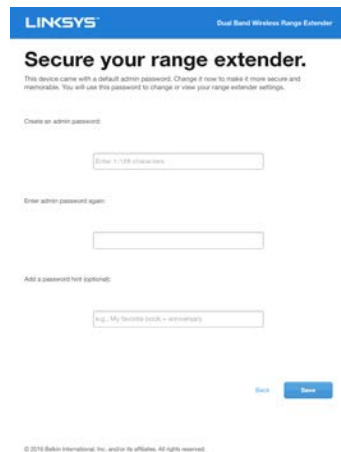 LINKSYS
Dual Band Wireless Range Extender
Secure your range extender.
This device came with a default admin password. Change it now to make it more secure and
memorable. You will use this password to change or view your range extender settings.
Create an admin password:
Enter 1-128 characters
Enter admin password again:
Add a password hint (optional):
e.g., My favorite book + anniversary
Back
Save
© 2016 Belkin International, Inc. and/or its affiliates. All rights reserved.